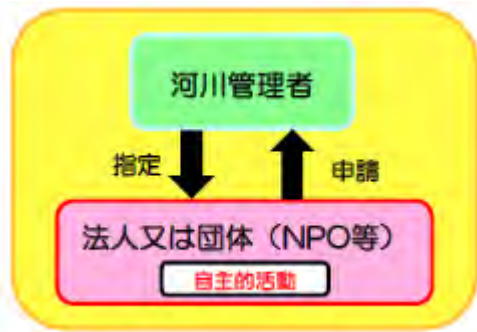 河川管理者
指定
申請
法人又は団体（NPO等）
自主的活動